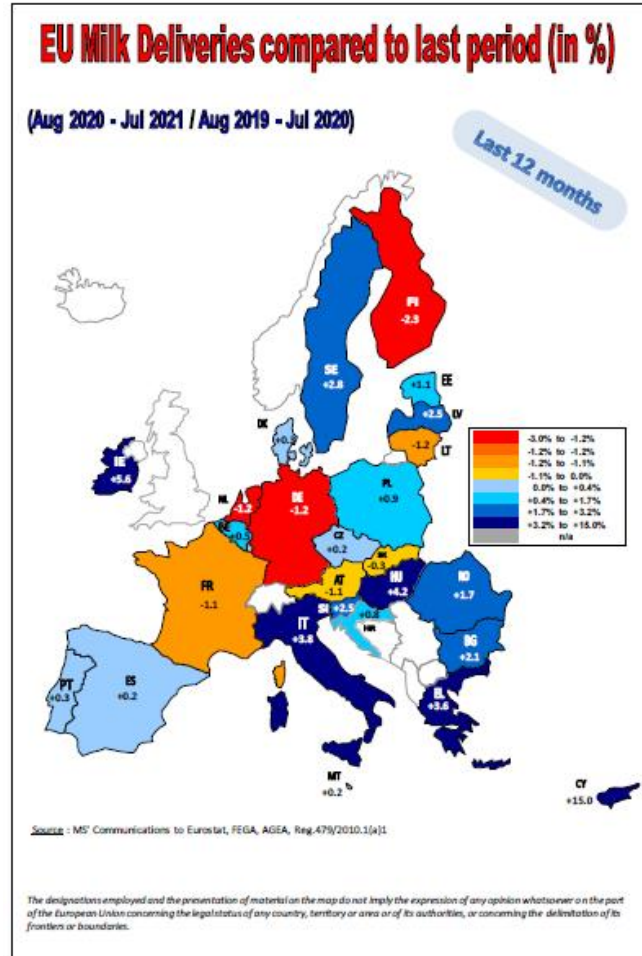 EU Milk Deliveries compared to last period (in %)
(Aug 2020 - Jul 2021 / Aug 2019 - Jul 2020)
Last 12 months
FI
-2.3
SE
+2.8
EE
+1.1
LV
+2.5
LT
-1.2
DK
IE
+5.6
NL
-1.2
DE
-1.2
PL
+0.9
BE
+0.5
CZ
+0.2
SK
-0.3
FR
-1.1
AT
-1.1
HU
+4.2
RO
+1.7
SI
+2.5
+0.8
HR
IT
+3.8
BG
+2.1
PT
+0.3
ES
+0.2
EL
+3.6
MT
+0.2
CY
+15.0
-3.0% to -1.2%
-1.2% to -1.2%
-1.2% to -1.1%
-1.1% to 0.0%
0.0% to +0.4%
+0.4% to +1.7%
+1.7% to +3.2%
+3.2% to +15.0%
n/a
Source : MS' Communications to Eurostat, FEGA, AGEA, Reg.479/2010.1(a)1
The designations employed and the presentation of material on the map do not imply the expression of any opinion whatsoever on the part
of the European Union concerning the legal status of any country, territory or area or of its authorities, or concerning the delimitation of its
frontiers or boundaries.